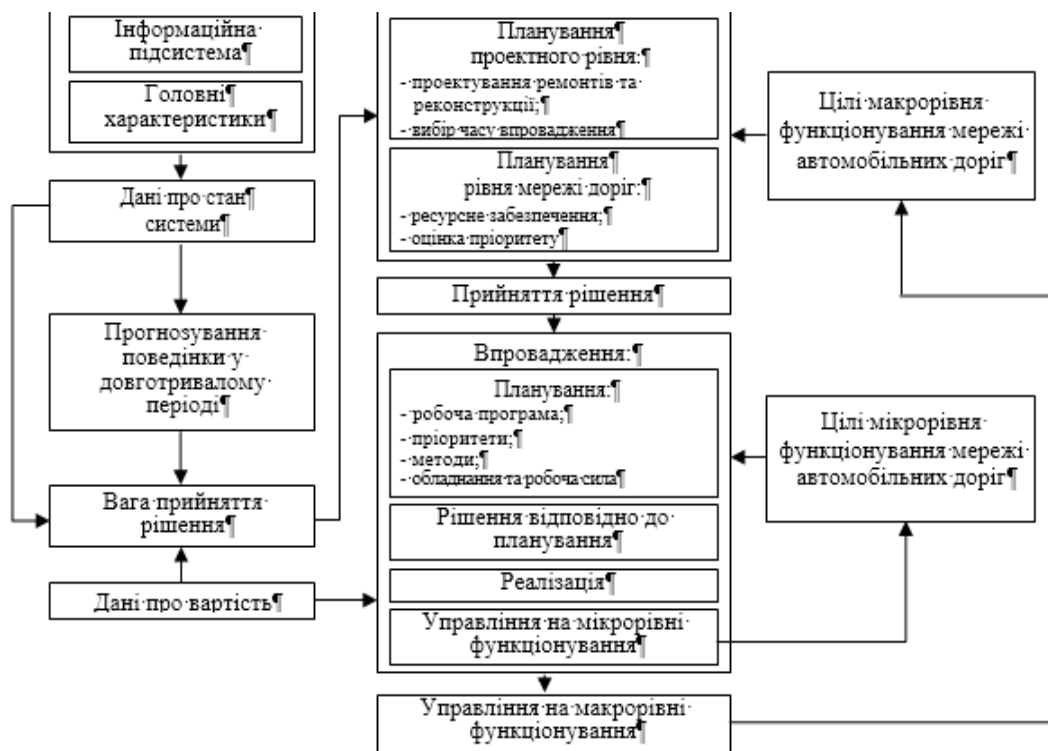 Інформаційна
підсистема¶
Головні¶
характеристики¶
Дані про стан¶
системи¶
Прогнозування
поведінки у
довготривалому
періоді¶
Вага прийняття
рішення¶
Дані про вартість¶
Планування¶
проектного рівня:¶
- проектування ремонтів та
реконструкції;¶
- вибір часу впровадження¶
Планування¶
рівня мережі доріг:¶
- ресурсне забезпечення;¶
- оцінка пріоритету¶
Прийняття рішення¶
Впровадження:¶
Планування:¶
- робоча програма;¶
- пріоритети;¶
- методи;¶
- обладнання та робоча сила¶
Рішення відповідно до
планування¶
Реалізація¶
Управління на мікрорівні
функціонування¶
Управління на макрорівні
функціонування¶
Цілі макрорівня
функціонування мережі
автомобільних доріг¶
Цілі мікрорівня
функціонування мережі
автомобільних доріг¶